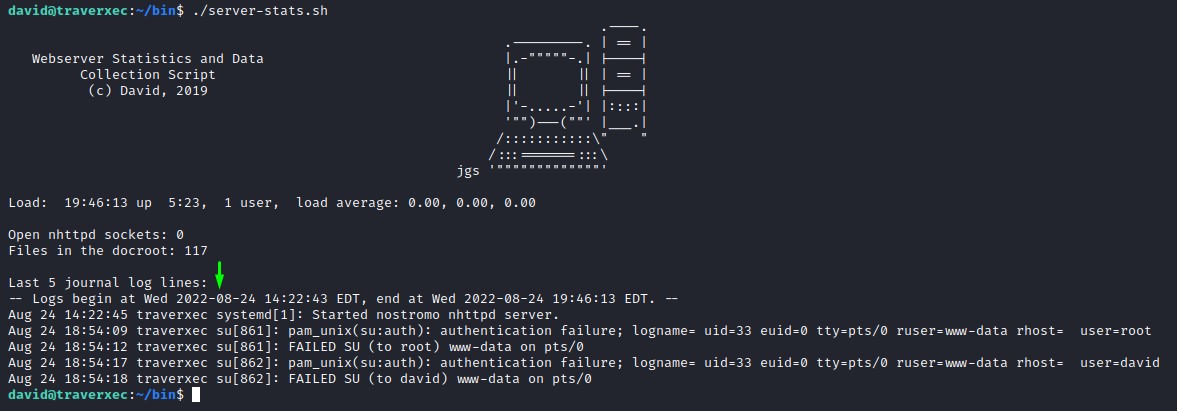 david@traverxec:~/bin$ ./server-stats.sh
                                                                          .----.
                                                              .---------. | == |
   Webserver Statistics and Data                              |.-"""""-.| |----|
         Collection Script                                    ||       || | == |
          (c) David, 2019                                     ||       || |----|
                                                              |'-.....-'| |::::|
                                                              '"")---(""' |___.|
                                                             /:::::::::::\"    "
                                                            /:::=======:::\
                                                        jgs '"""""""""""""'
Load:  19:46:13 up  5:23,  1 user,  load average: 0.00, 0.00, 0.00
Open nhttpd sockets: 0
Files in the docroot: 117
Last 5 journal log lines:
-- Logs begin at Wed 2022-08-24 14:22:43 EDT, end at Wed 2022-08-24 19:46:13 EDT. --
Aug 24 14:22:45 traverxec systemd[1]: Started nostromo nhttpd server.
Aug 24 18:54:09 traverxec su[861]: pam_unix(su:auth): authentication failure; logname= uid=33 euid=0 tty=pts/0 ruser=www-data rhost=  user=root
Aug 24 18:54:12 traverxec su[861]: FAILED SU (to root) www-data on pts/0
Aug 24 18:54:17 traverxec su[862]: pam_unix(su:auth): authentication failure; logname= uid=33 euid=0 tty=pts/0 ruser=www-data rhost=  user=david
Aug 24 18:54:18 traverxec su[862]: FAILED SU (to david) www-data on pts/0
david@traverxec:~/bin$